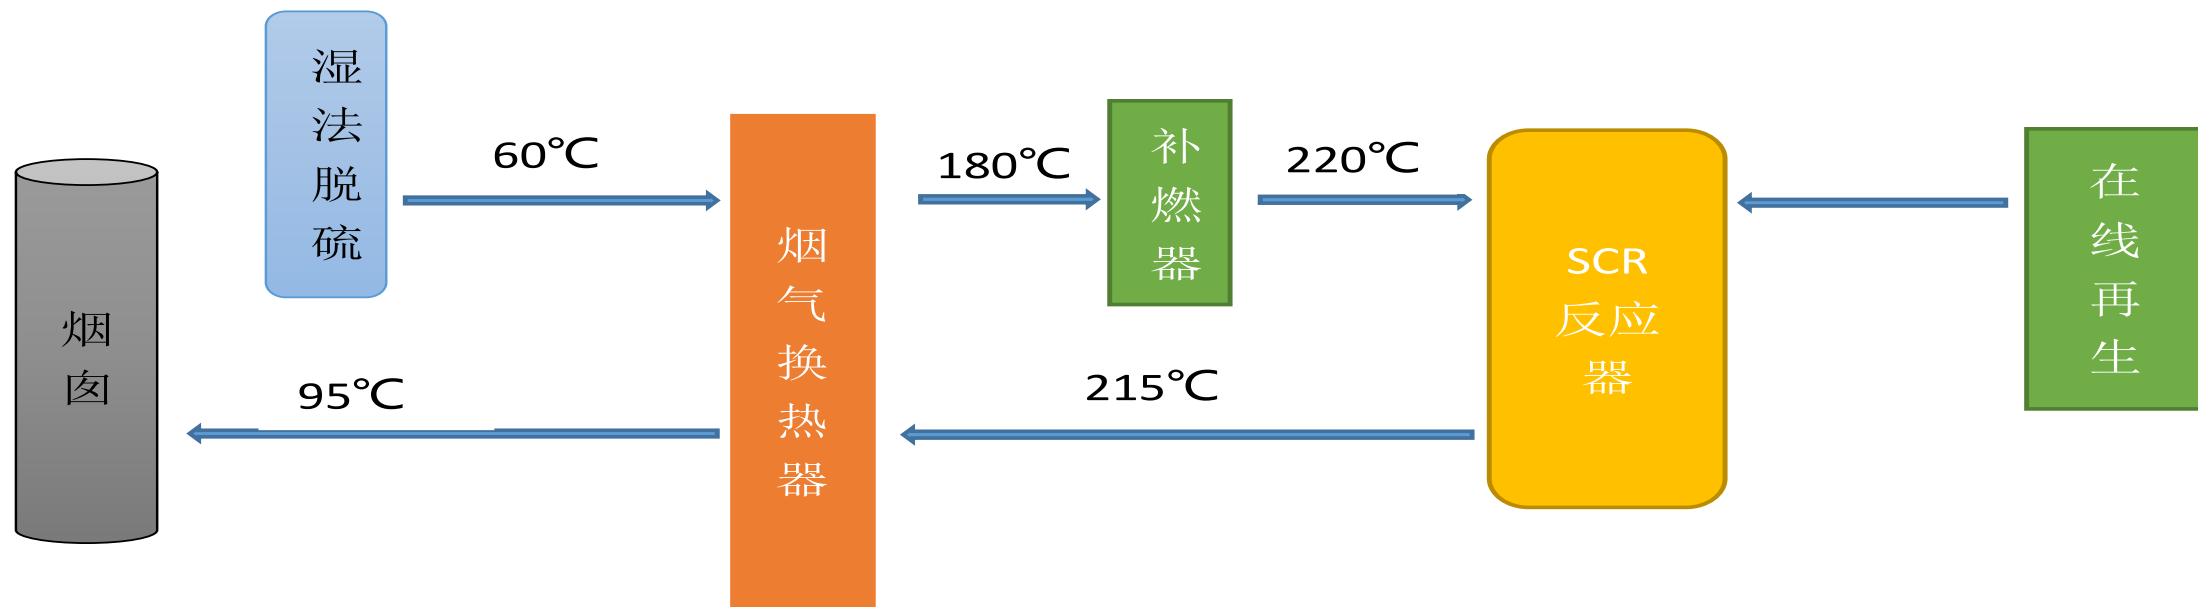 湿法脱硫
60℃
180℃
补燃器
220℃
在线再生
烟囱
烟气换热器
SCR
反应
器
95℃
215℃